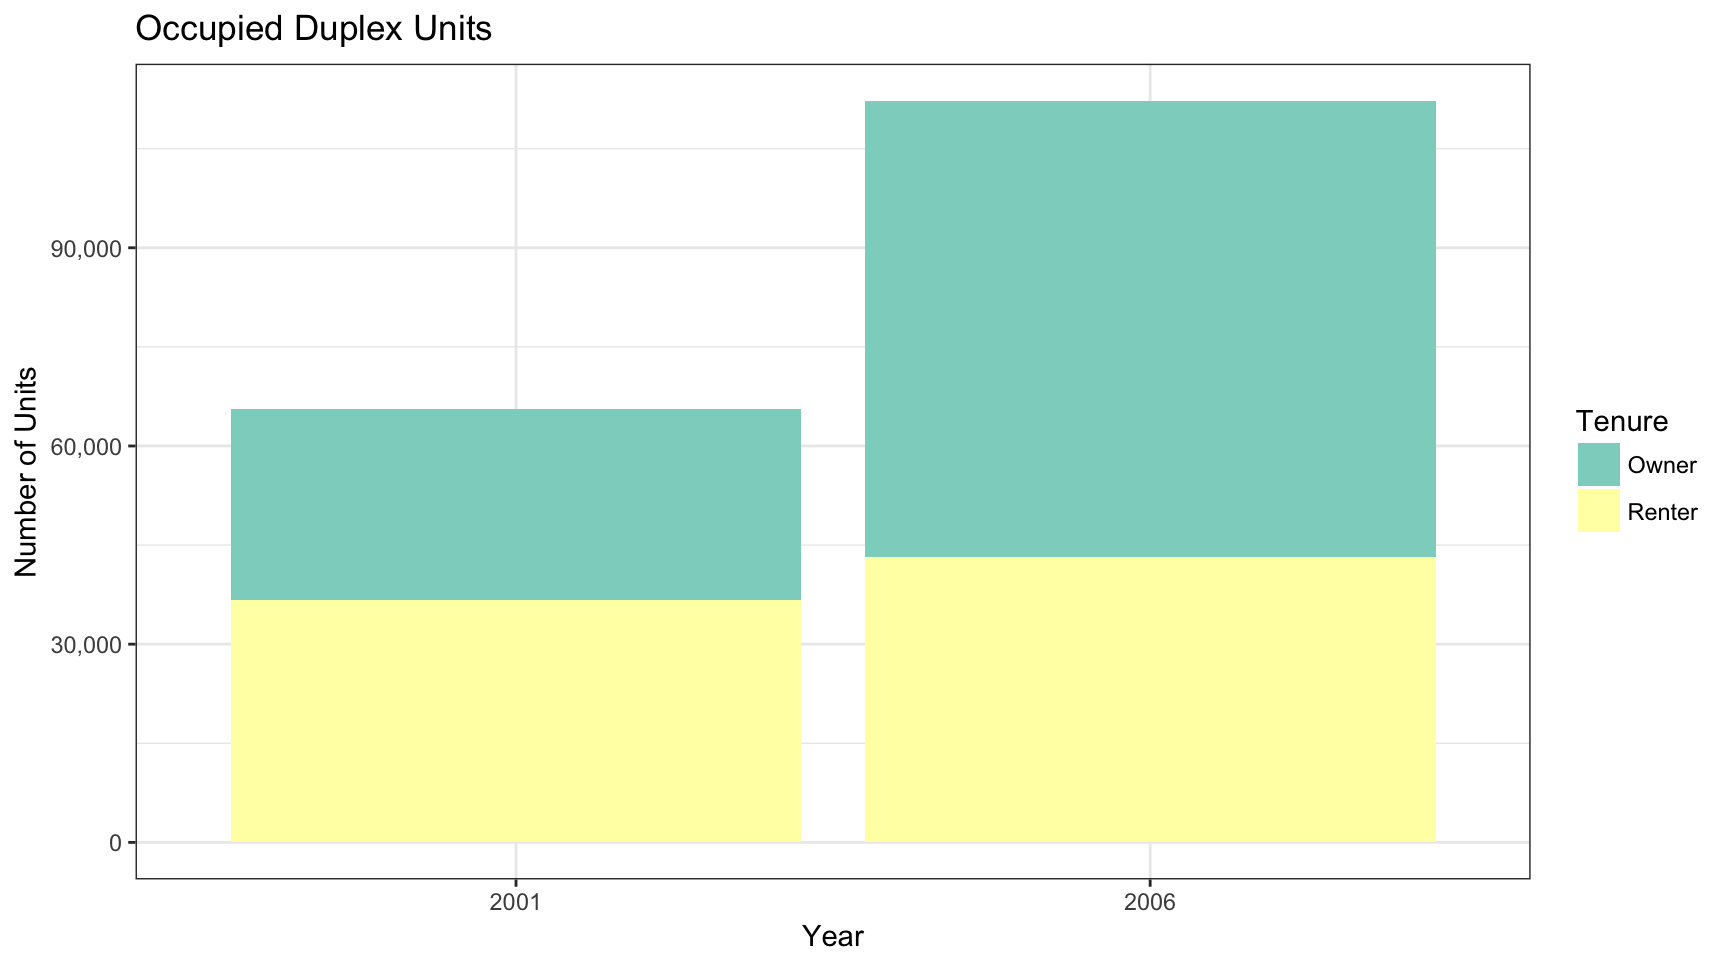 Occupied Duplex Units
Number of Units
90,000
60,000
30,000
0
2001
2006
Year
Tenure
Owner
Renter